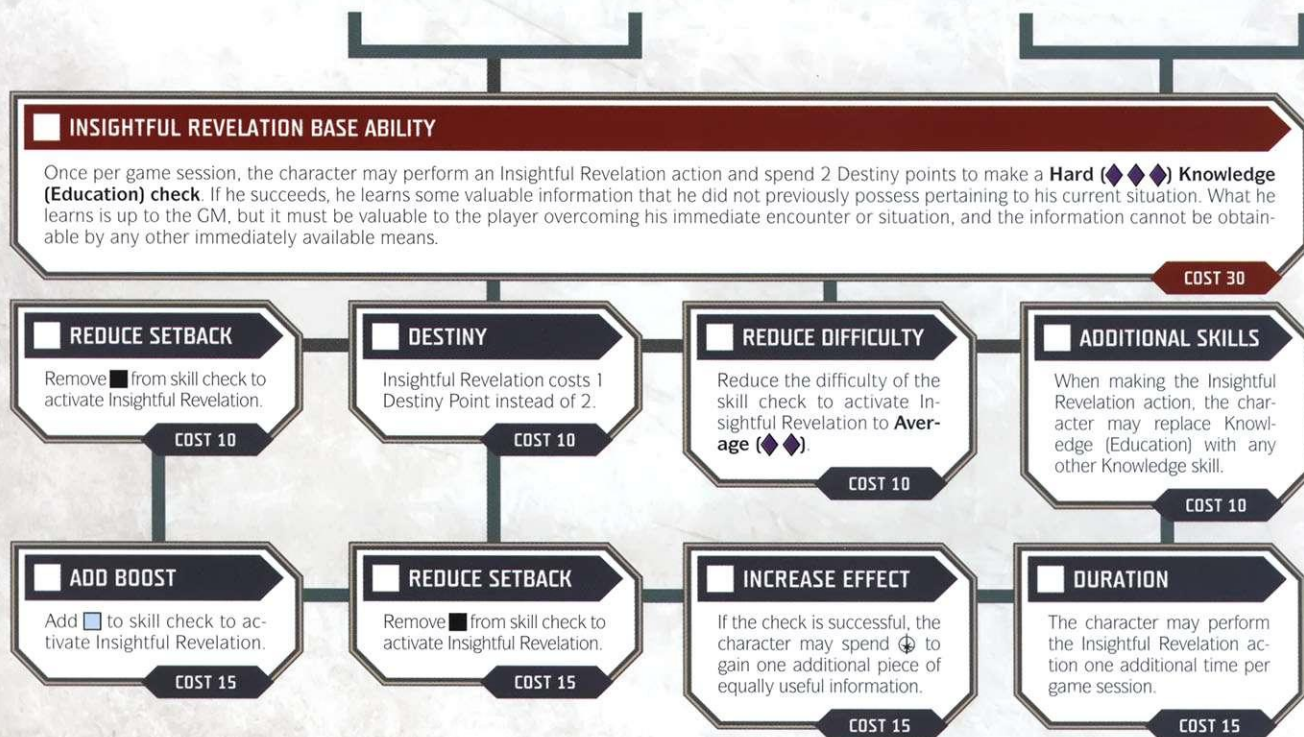 INSIGHTFUL REVELATION BASE ABILITY
Once per game session, the character may perform an Insightful Revelation action and spend 2 Destiny points to make a Hard (◆ ◆ ◆) Knowledge
(Education) check. If he succeeds, he learns some valuable information that he did not previously possess pertaining to his current situation. What he
learns is up to the GM, but it must be valuable to the player overcoming his immediate encounter or situation, and the information cannot be obtain-
able by any other immediately available means.
COST 30
REDUCE SETBACK
Remove ■ from skill check to
activate Insightful Revelation.
COST 10
DESTINY
Insightful Revelation costs 1
Destiny Point instead of 2.
COST 10
REDUCE DIFFICULTY
Reduce the difficulty of the
skill check to activate In-
sightful Revelation to Aver-
age (◆ ◆).
COST 10
ADDITIONAL SKILLS
When making the Insightful
Revelation action, the char-
acter may replace Knowl-
edge (Education) with any
other Knowledge skill.
COST 10
ADD BOOST
Add □ to skill check to ac-
tivate Insightful Revelation.
COST 15
REDUCE SETBACK
Remove ■ from skill check to
activate Insightful Revelation.
COST 15
INCREASE EFFECT
If the check is successful, the
character may spend to
gain one additional piece of
equally useful information.
COST 15
DURATION
The character may perform
the Insightful Revelation ac-
tion one additional time per
game session.
COST 15